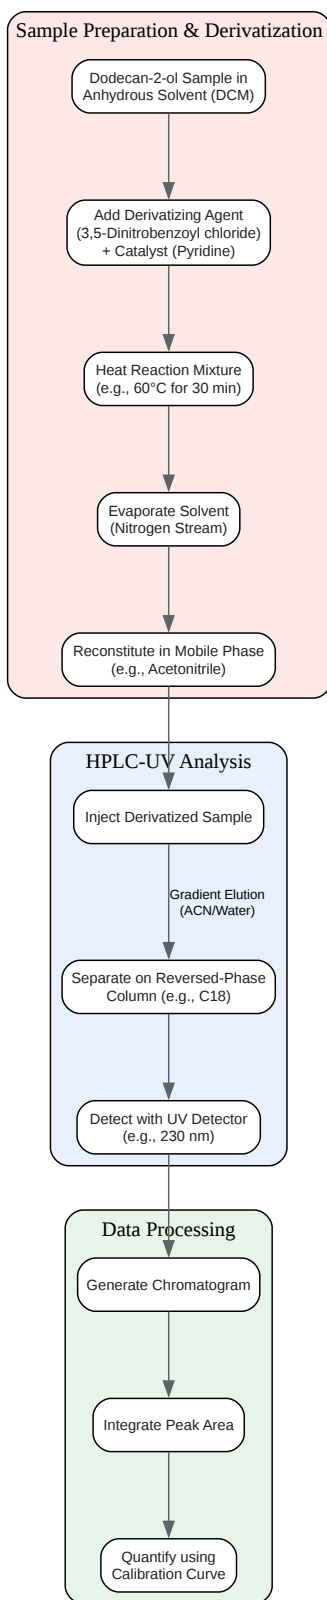 Sample Preparation & Derivatization
Dodecan-2-ol Sample in
Anhydrous Solvent (DCM)
Add Derivatizing Agent
(3,5-Dinitrobenzoyl chloride)
+ Catalyst (Pyridine)
Heat Reaction Mixture
(e.g., 60°C for 30 min)
Evaporate Solvent
(Nitrogen Stream)
Reconstitute in Mobile Phase
(e.g., Acetonitrile)
HPLC-UV Analysis
Inject Derivatized Sample
Gradient Elution
(ACN/Water)
Separate on Reversed-Phase
Column (e.g., C18)
Detect with UV Detector
(e.g., 230 nm)
Data Processing
Generate Chromatogram
Integrate Peak Area
Quantify using
Calibration Curve